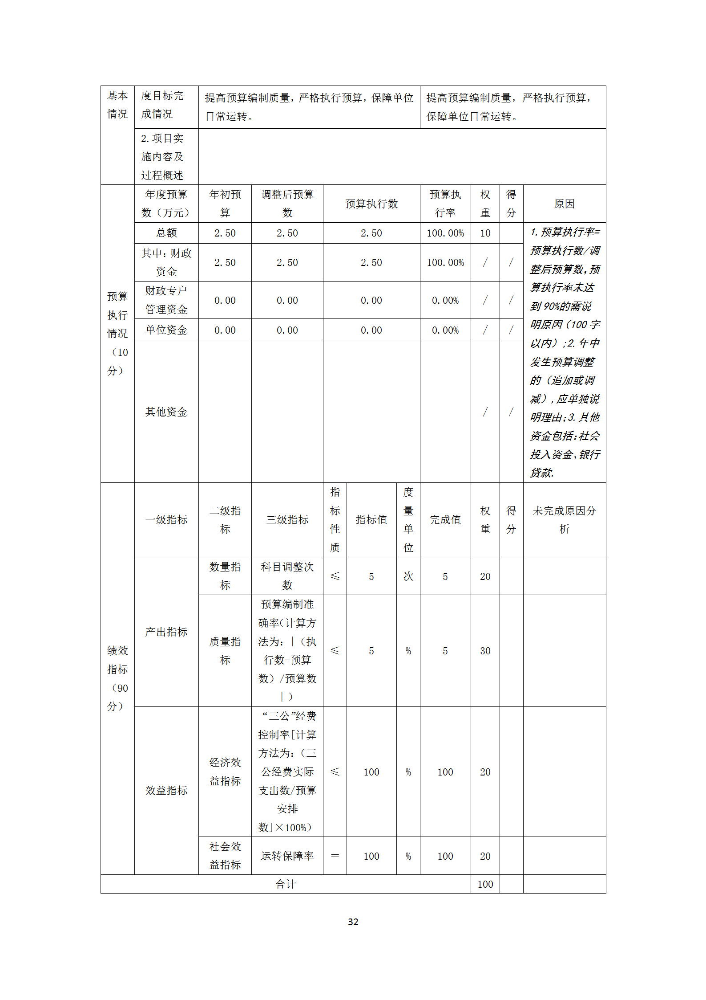 基本
情况
度目标完
成情况
提高预算编制质量，严格执行预算，保障单位
日常运转。
提高预算编制质量，严格执行预算，
保障单位日常运转。
2.项目实
施内容及
过程概述
预算
执行
情况
（10
分）
年度预算
数（万元）
年初预
算
调整后预算
数
预算执行数
预算执
行率
权
重
得
分
原因
总额
2.50
2.50
2.50
100.00%
10
1.预算执行率=
预算执行数/调
整后预算数，预
算执行率未达
到 90%的需说
明原因（100 字
以内）;2.年中
发生预算调整
的（追加或调
减）,应单独说
明理由;3.其他
资金包括:社会
投入资金、银行
贷款.
其中：财政
资金
2.50
2.50
2.50
100.00%
/
/
财政专户
管理资金
0.00
0.00
0.00
0.00%
/
/
单位资金
0.00
0.00
0.00
0.00%
/
/
其他资金
/
/
绩效
指标
（90
分）
一级指标
二级指
标
三级指标
指
标
性
质
指标值
度
量
单
位
完成值
权
重
得
分
未完成原因分
析
产出指标
数量指
标
科目调整次
数
≤
5
次
5
20
质量指
标
预算编制准
确率（计算方
法为：|（执
行数-预算
数）/预算数
|）
≤
5
%
5
30
效益指标
经济效
益指标
“三公”经费
控制率[计算
方法为：（三
公经费实际
支出数/预算
安排
数]×100%）
≤
100
%
100
20
社会效
益指标
运转保障率
＝
100
%
100
20
合计
100
32